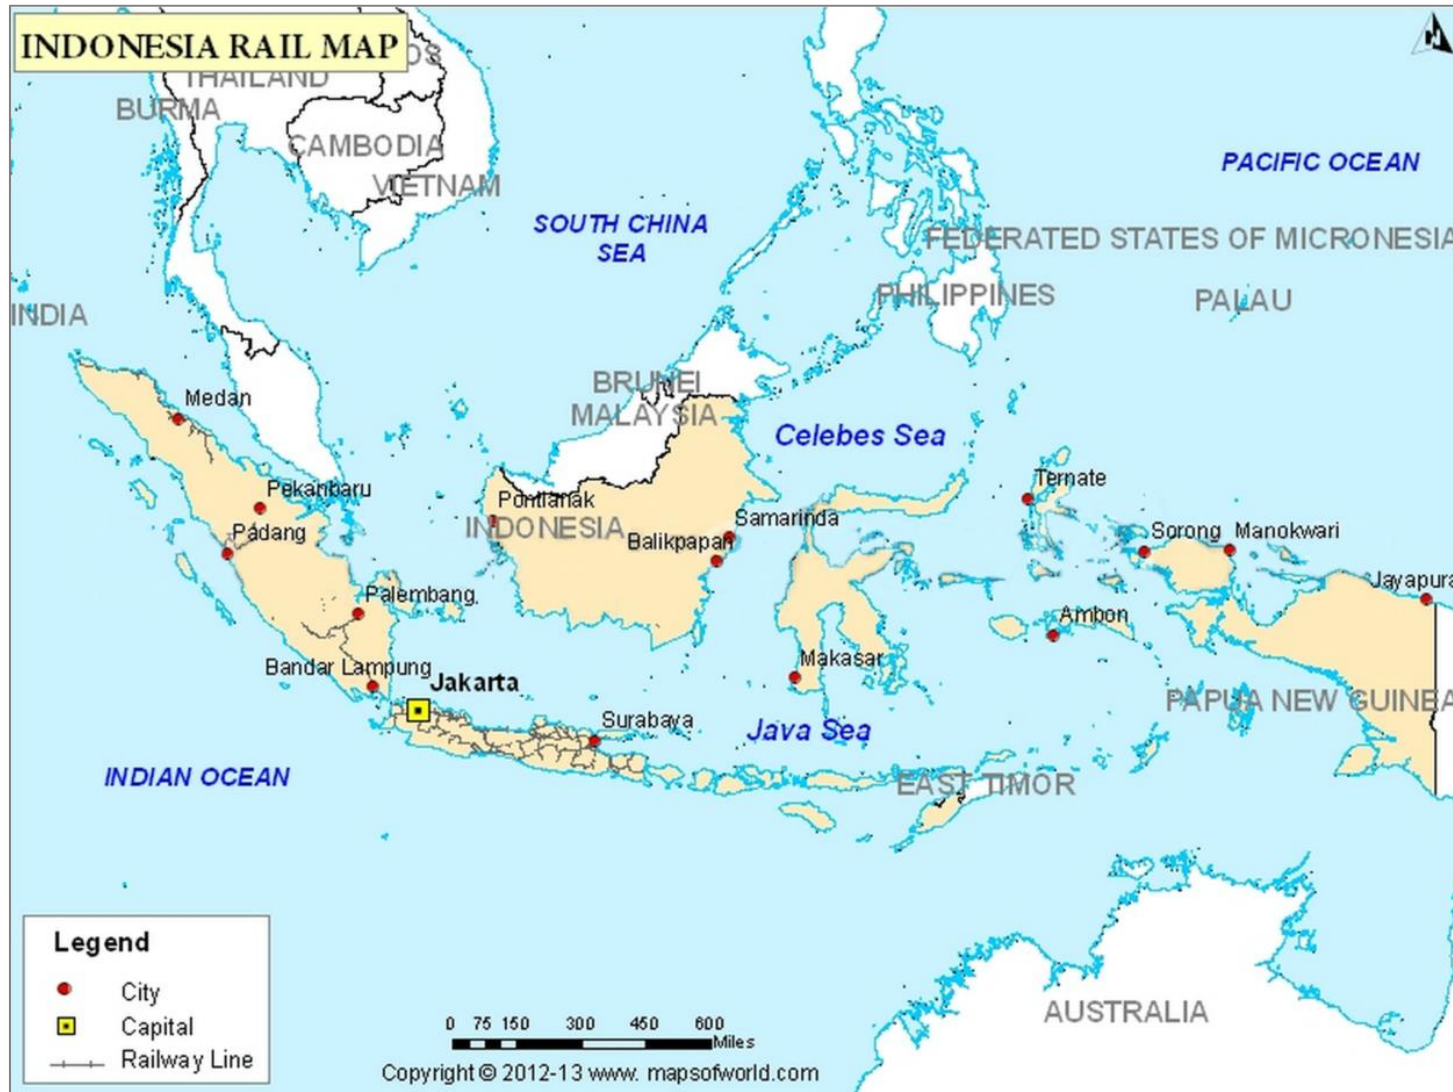 INDONESIA RAIL MAP
N
OS
THAILAND
BURMA
CAMBODIA
VIETNAM
PACIFIC OCEAN
SOUTH CHINA
SEA
FEDERATED STATES OF MICRONESIA
PHILIPPINES
PALAU
INDIA
BRUNEI
MALAYSIA
Medan
Celebes Sea
Pekanbaru
Pontianak
Ternate
INDONESIA
Samarinda
Padang
Balikpapan
Sorong
Manokwari
Jayapura
Palembang
Ambon
Bandar Lampung
Makasar
Jakarta
PAPUA NEW GUINEA
Surabaya
Java Sea
INDIAN OCEAN
EAST TIMOR
Legend
City
Capital
Railway Line
0 75 150 300 450 600
Miles
AUSTRALIA
Copyright © 2012-13 www. mapsofworld.com